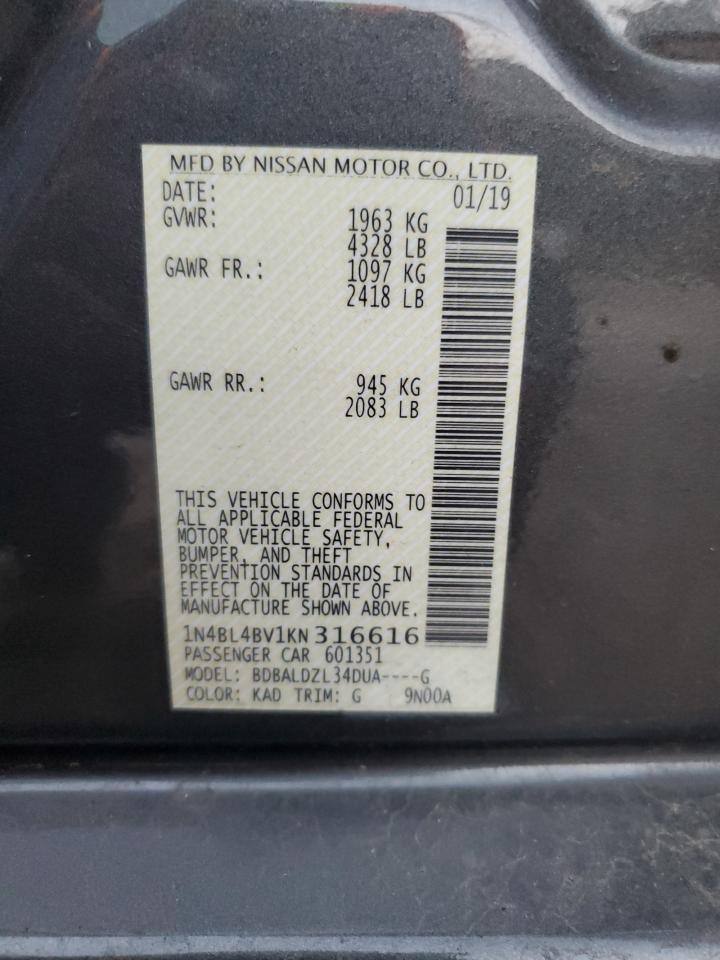 MFD BY NISSAN MOTOR CO., LTD.
DATE: 01/19
GVWR: 1963 KG
4328 LB
GAWR FR.: 1097 KG
2418 LB
GAWR RR.: 945 KG
2083 LB
THIS VEHICLE CONFORMS TO
ALL APPLICABLE FEDERAL
MOTOR VEHICLE SAFETY,
BUMPER, AND THEFT
PREVENTION STANDARDS IN
EFFECT ON THE DATE OF
MANUFACTURE SHOWN ABOVE.
1N4BL4BV1KN 316616
PASSENGER CAR 601351
MODEL: BDBALDZL34DUA----G
COLOR: KAD TRIM: G 9N00A